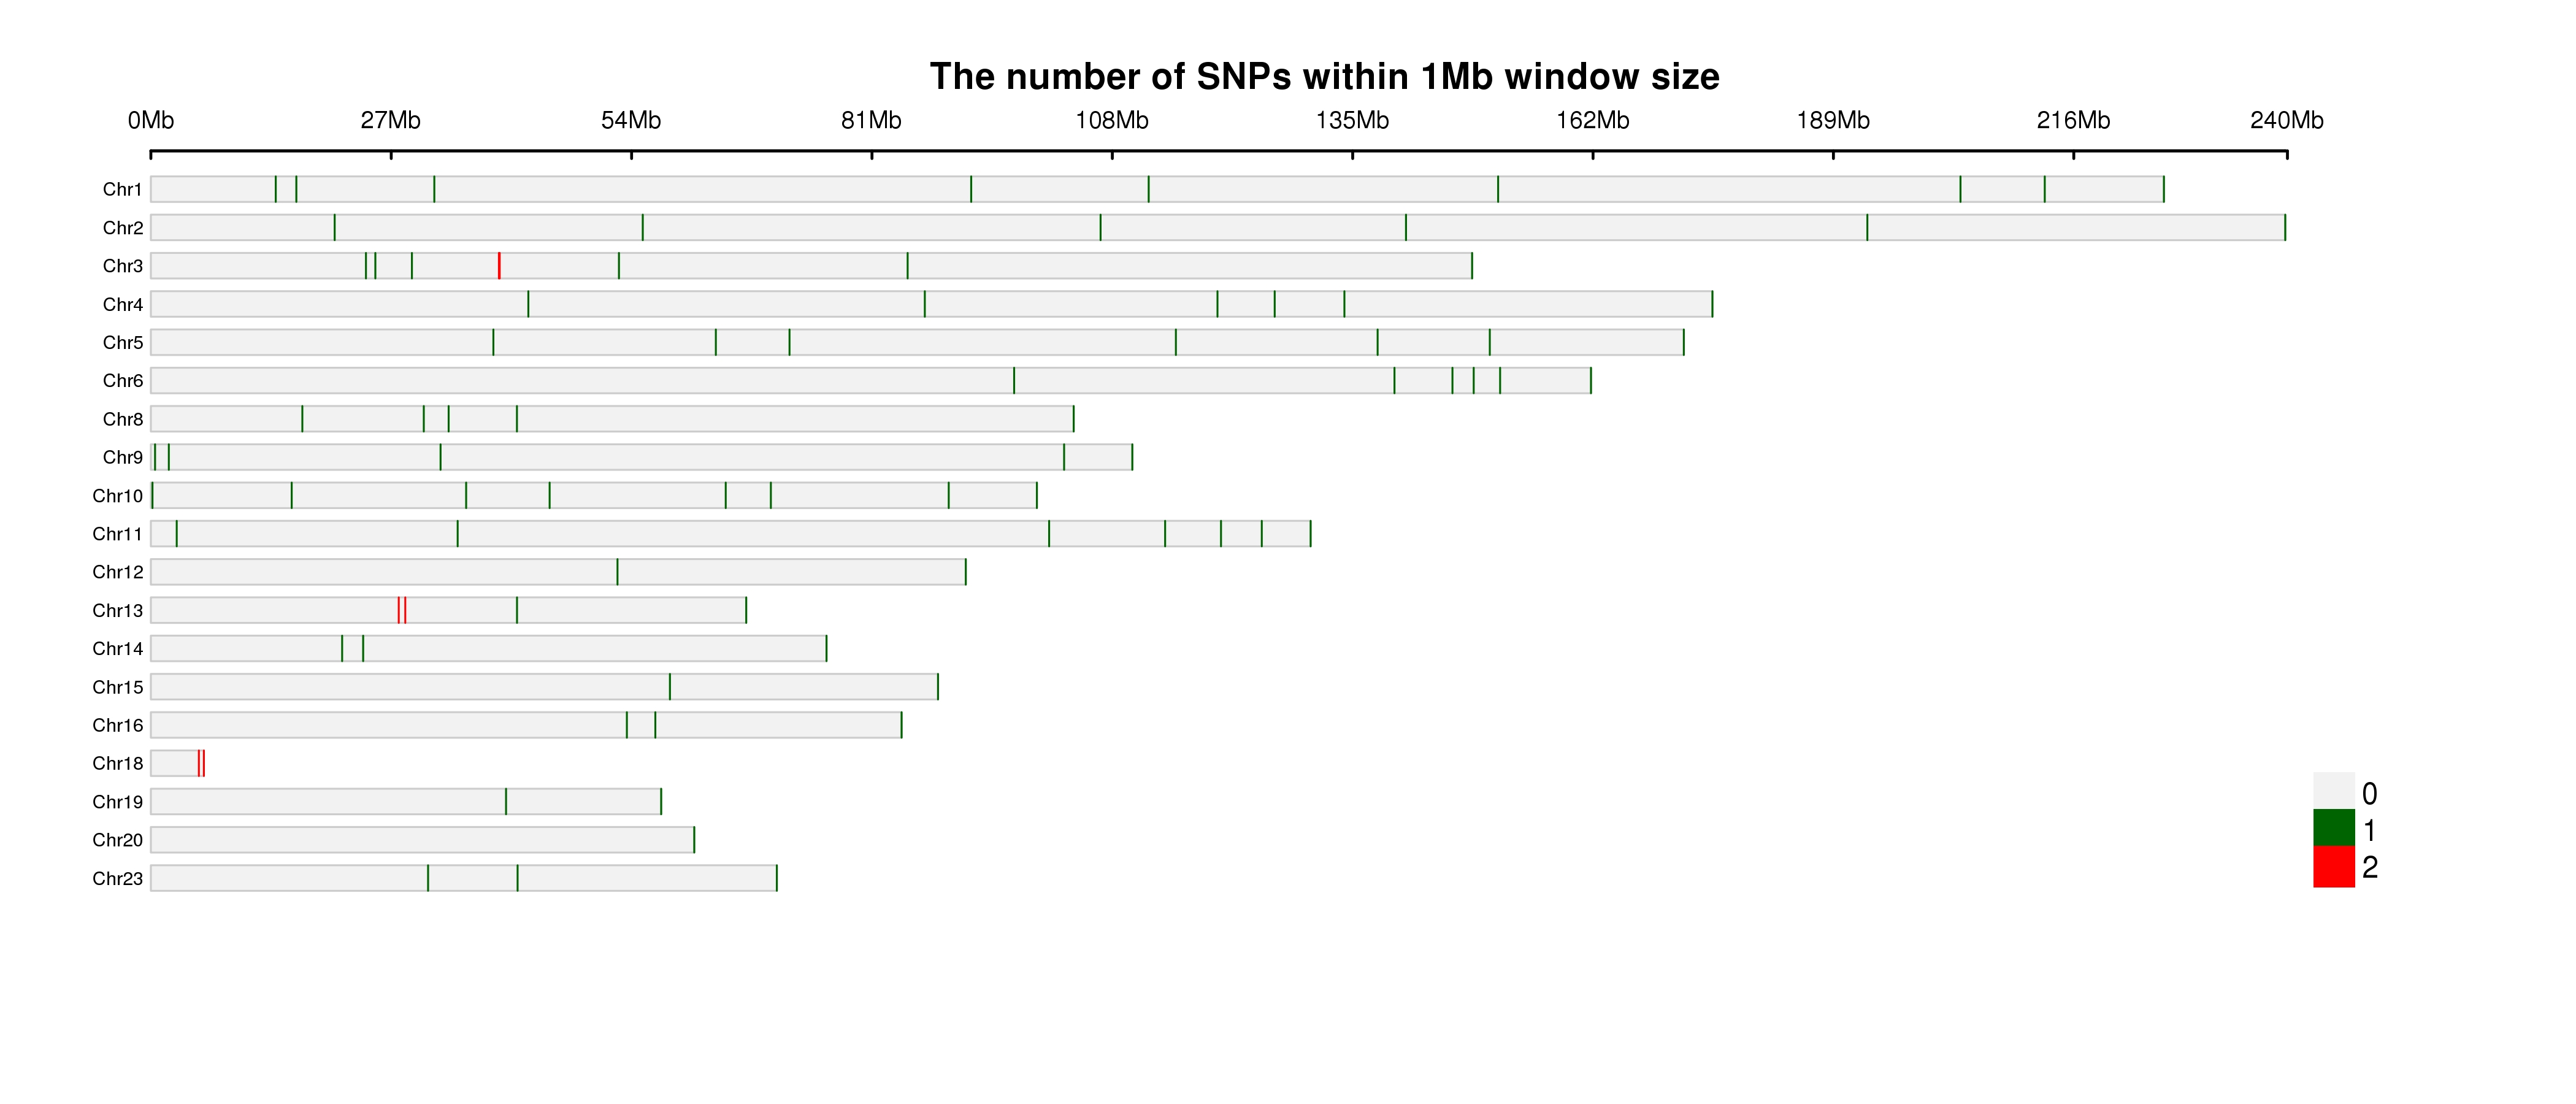 The number of SNPs within 1Mb window size
0Mb 27Mb 54Mb 81Mb 108Mb 135Mb 162Mb 189Mb 216Mb 240Mb
Chr1
Chr2
Chr3
Chr4
Chr5
Chr6
Chr8
Chr9
Chr10
Chr11
Chr12
Chr13
Chr14
Chr15
Chr16
Chr18
Chr19
Chr20
Chr23
0
1
2